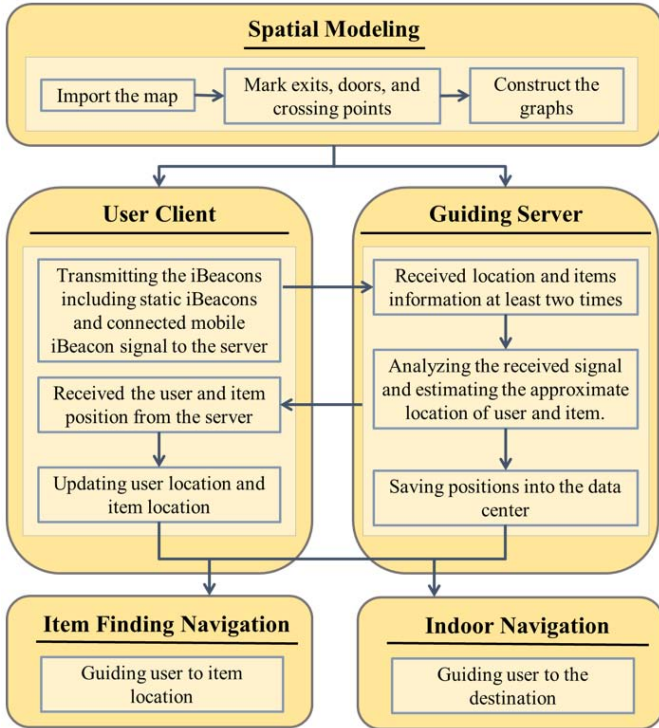 Spatial Modeling
Import the map
Mark exits, doors, and
crossing points
Construct the
graphs
User Client
Transmitting the iBeacons
including static iBeacons
and connected mobile
iBeacon signal to the server
Received the user and item
position from the server
Updating user location and
item location
Guiding Server
Received location and items
information at least two times
Analyzing the received signal
and estimating the approximate
location of user and item.
Saving positions into the data
center
Item Finding Navigation
Guiding user to item
location
Indoor Navigation
Guiding user to the
destination